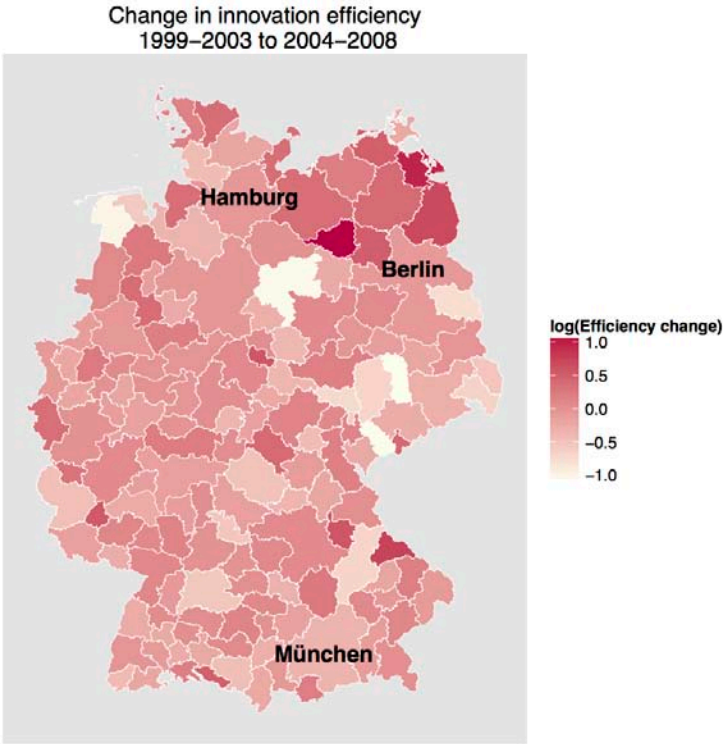 Change in innovation efficiency
1999−2003 to 2004−2008
Hamburg
Berlin
München
log(Efficiency change)
1.0
0.5
0.0
−0.5
−1.0